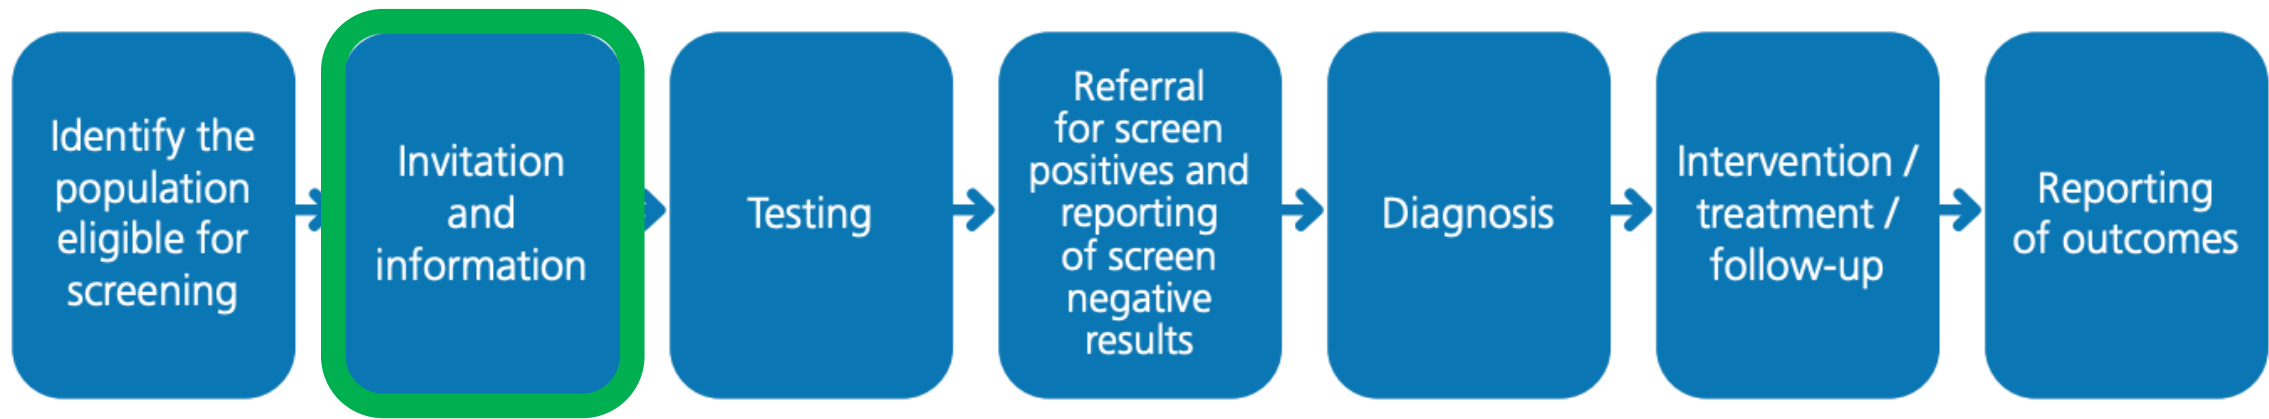 Identify the
population
eligible for
screening
Invitation
and
information
Testing
Referral
for screen
positives and
reporting
of screen
negative
results
Diagnosis
Intervention /
treatment /
follow-up
Reporting
of outcomes